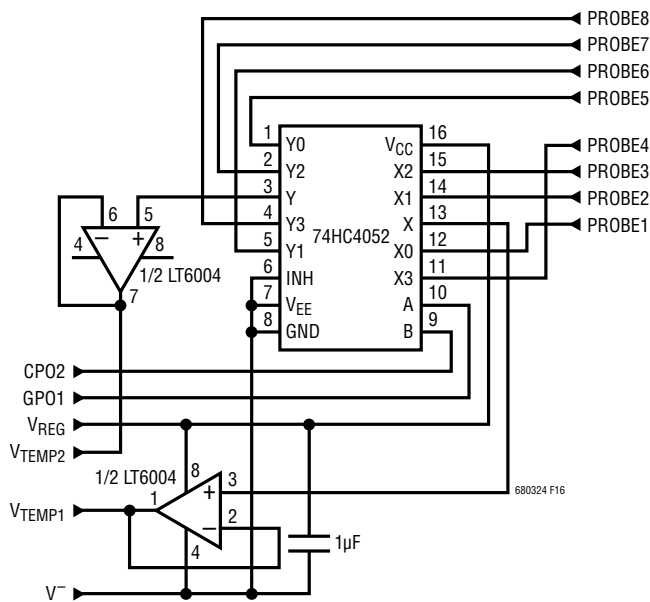 PROBE8
PROBE7
PROBE6
PROBE5
1 Y0 VCC 16 PROBE4
2 Y2 X2 15 PROBE3
3 Y X1 14 PROBE2
4 Y3 74HC4052 X 13
5 Y1 X0 12 PROBE1
6 INH X3 11
7 VEE A 10
8 GND B 9
6 5
4 − + 8
1/2 LT6004
7
CPO2
GPO1
VREG
VTEMP2
1/2 LT6004 8
+ 3
VTEMP1 1
− 2
4
1µF
680324 F16
V−